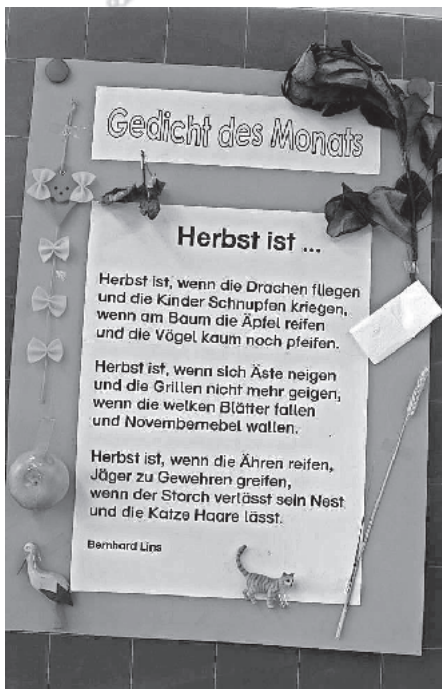 Gedicht des Monats
Herbst ist ...
Herbst ist, wenn die Drachen fliegen
und die Kinder Schnupfen kriegen,
wenn am Baum die Äpfel reifen
und die Vögel kaum noch pfeifen.
Herbst ist, wenn sich Äste neigen
und die Grillen nicht mehr geigen,
wenn die welken Blätter fallen
und Novembernebel wallen.
Herbst ist, wenn die Ähren reifen,
Jäger zu Gewehren greifen,
wenn der Storch verlässt sein Nest
und die Katze Haare lässt.
Bernhard Lins